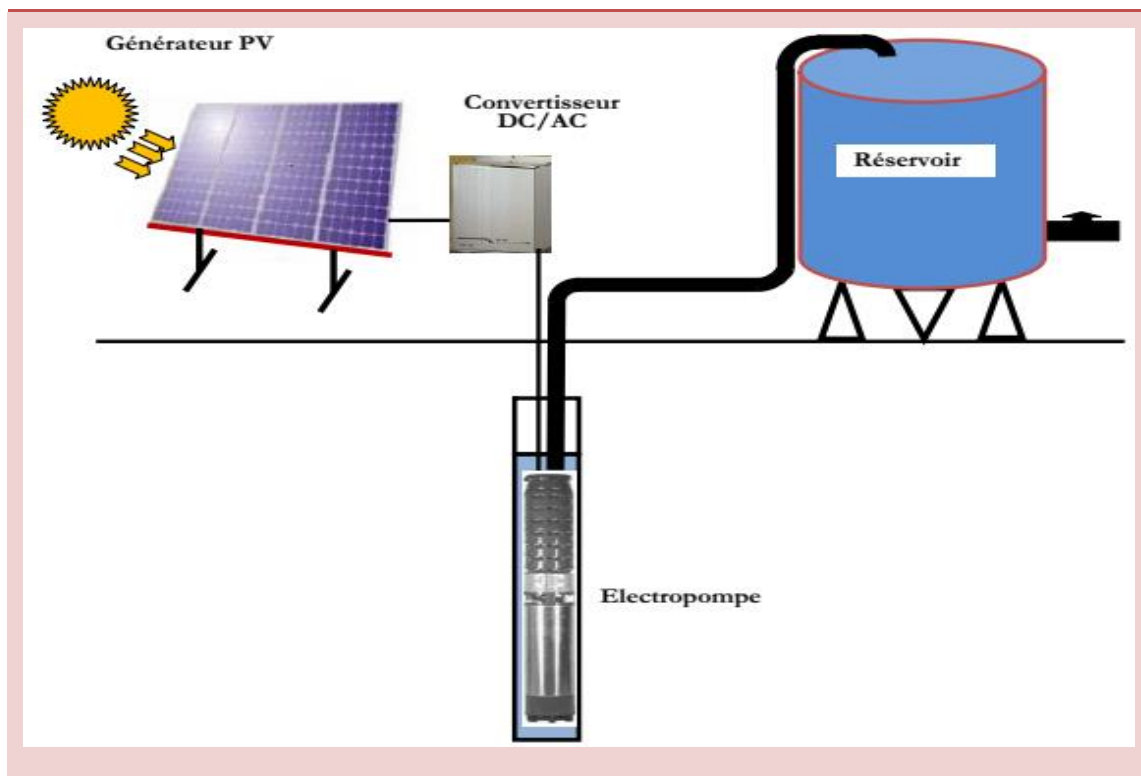 Générateur PV
Convertisseur
DC/AC
Réservoir
Electropompe